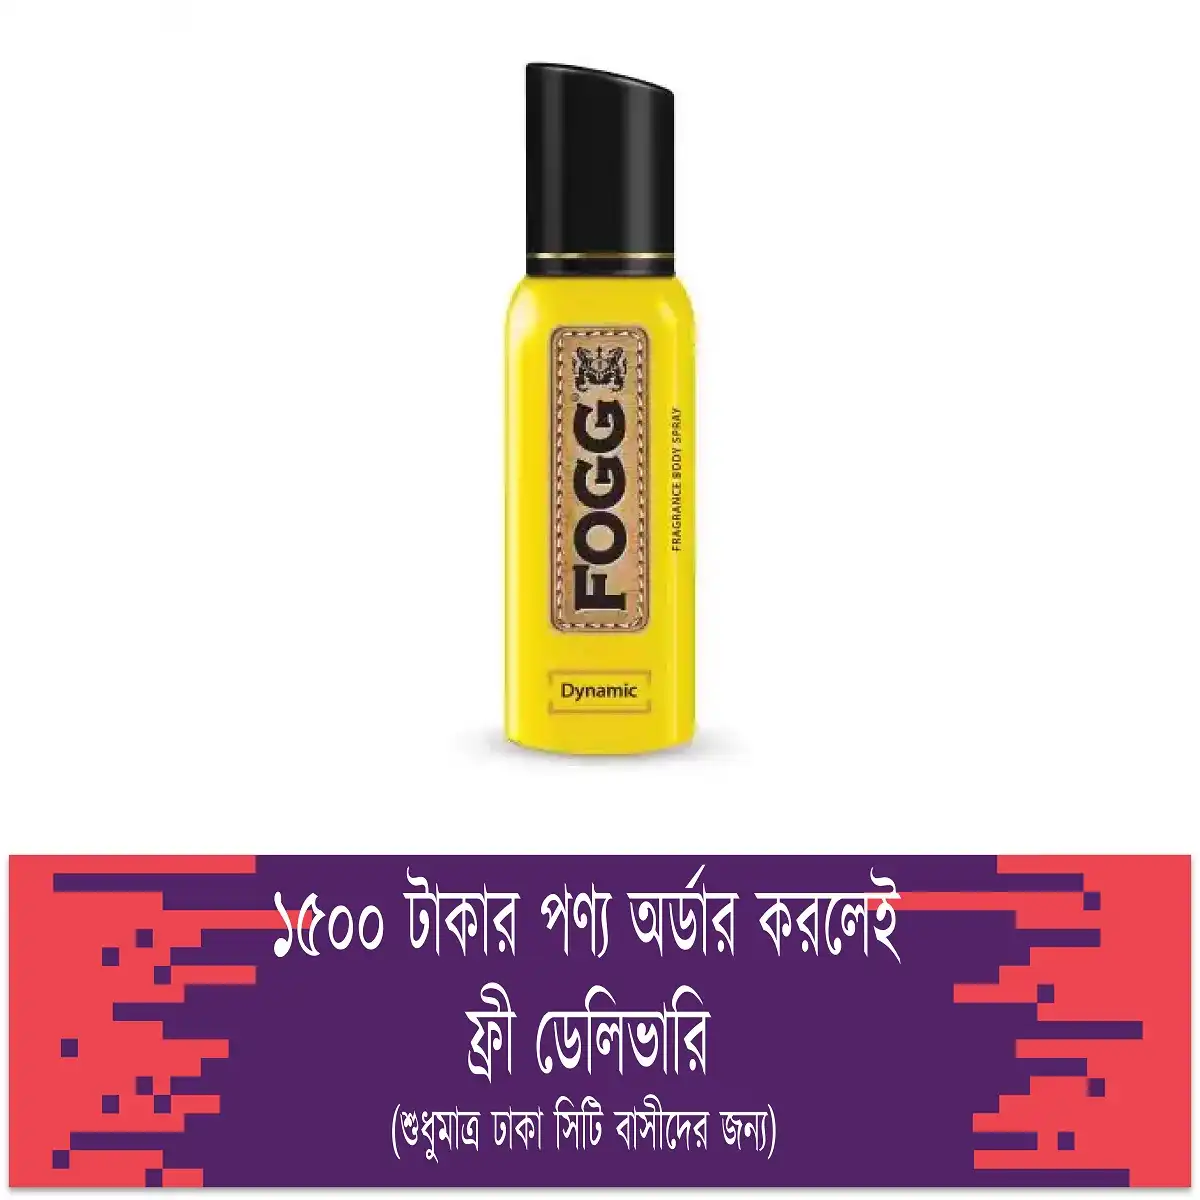 FOGG
FRAGRANCE BODY SPRAY
Dynamic
১৫০০ টাকার পণ্য অর্ডার করলেই
ফ্রী ডেলিভারি
(শুধুমাত্র ঢাকা সিটি বাসীদের জন্য)